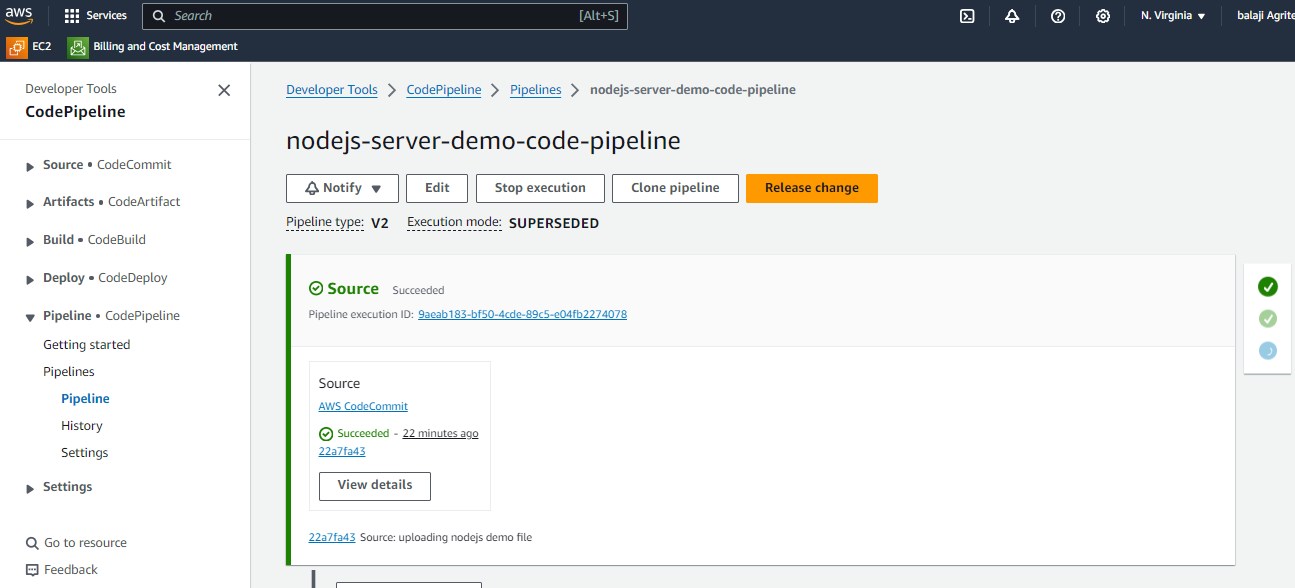 aws
Services
Search
[Alt+S]
N. Virginia
balaji Agrite
EC2
Billing and Cost Management
Developer Tools
CodePipeline
Source • CodeCommit
Artifacts • CodeArtifact
Build • CodeBuild
Deploy • CodeDeploy
Pipeline • CodePipeline
Getting started
Pipelines
Pipeline
History
Settings
Settings
Go to resource
Feedback
Developer Tools > CodePipeline > Pipelines > nodejs-server-demo-code-pipeline
nodejs-server-demo-code-pipeline
Notify
Edit
Stop execution
Clone pipeline
Release change
Pipeline type: V2 Execution mode: SUPERSEDED
Source Succeeded
Pipeline execution ID: 9aeab183-bf50-4cde-89c5-e04fb2274078
Source
AWS CodeCommit
Succeeded - 22 minutes ago
22a7fa43
View details
22a7fa43 Source: uploading nodejs demo file